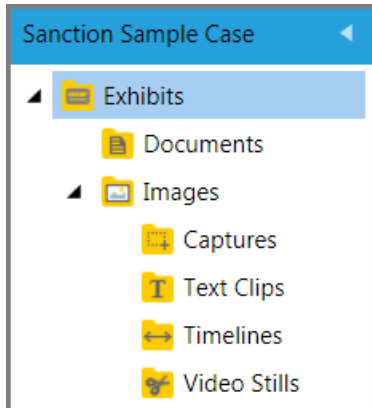 Sanction Sample Case
Exhibits
Documents
Images
Captures
Text Clips
Timelines
Video Stills